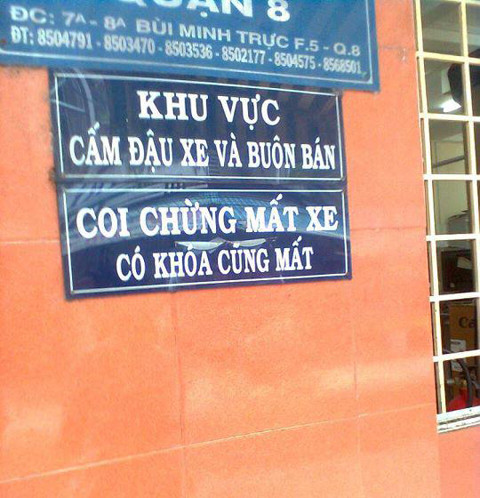 QUẬN 8
ĐC: 7A - 8A BÙI MINH TRỰC F.5 - Q.8
ĐT: 8504791 - 8503470 - 8503536 - 8502177 - 8504575 - 8568501
KHU VỰC
CẤM ĐẬU XE VÀ BUÔN BÁN
COI CHỪNG MẤT XE
CÓ KHÓA CŨNG MẤT